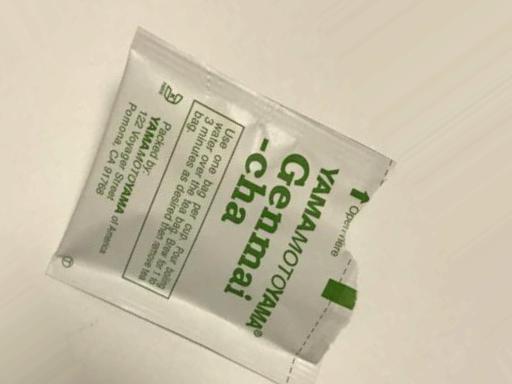 Open Here
YAMAMOTOYAMA®
Genmai
-cha
Use one bag per cup. Pour boiling
water over the tea bag. Brew for 1 to
3 minutes as desired then remove tea
bag.
Packed by:
YAMAMOTOYAMA of America
122 Voyager Street
Pomona, CA 91768